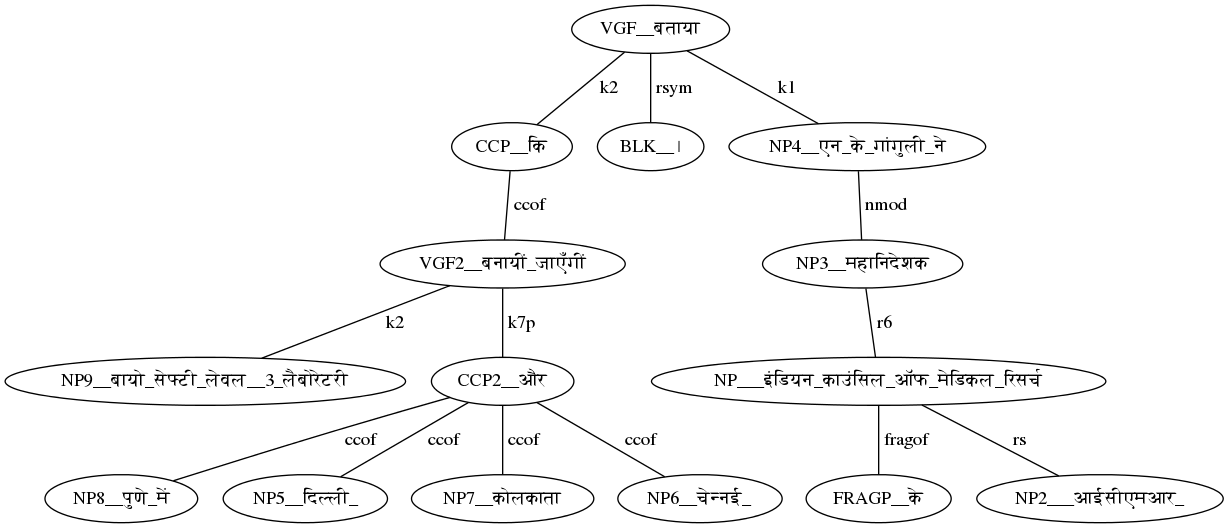 VGF__बताया
k2 rsym k1
CCP__कि BLK__। NP4__एन_के_गांगुली_ने
ccof nmod
VGF2__बनायीं_जाएँगीं NP3__महानिदेशक
k2 k7p r6
NP9__बायो_सेफ्टी_लेवल__3_लैबोरेटरी CCP2__और NP___इंडियन_काउंसिल_ऑफ_मेडिकल_रिसर्च
ccof ccof ccof ccof fragof rs
NP8__पुणे_में NP5__दिल्ली_ NP7__कोलकाता NP6__चेन्नई_ FRAGP__के NP2___आईसीएमआर_